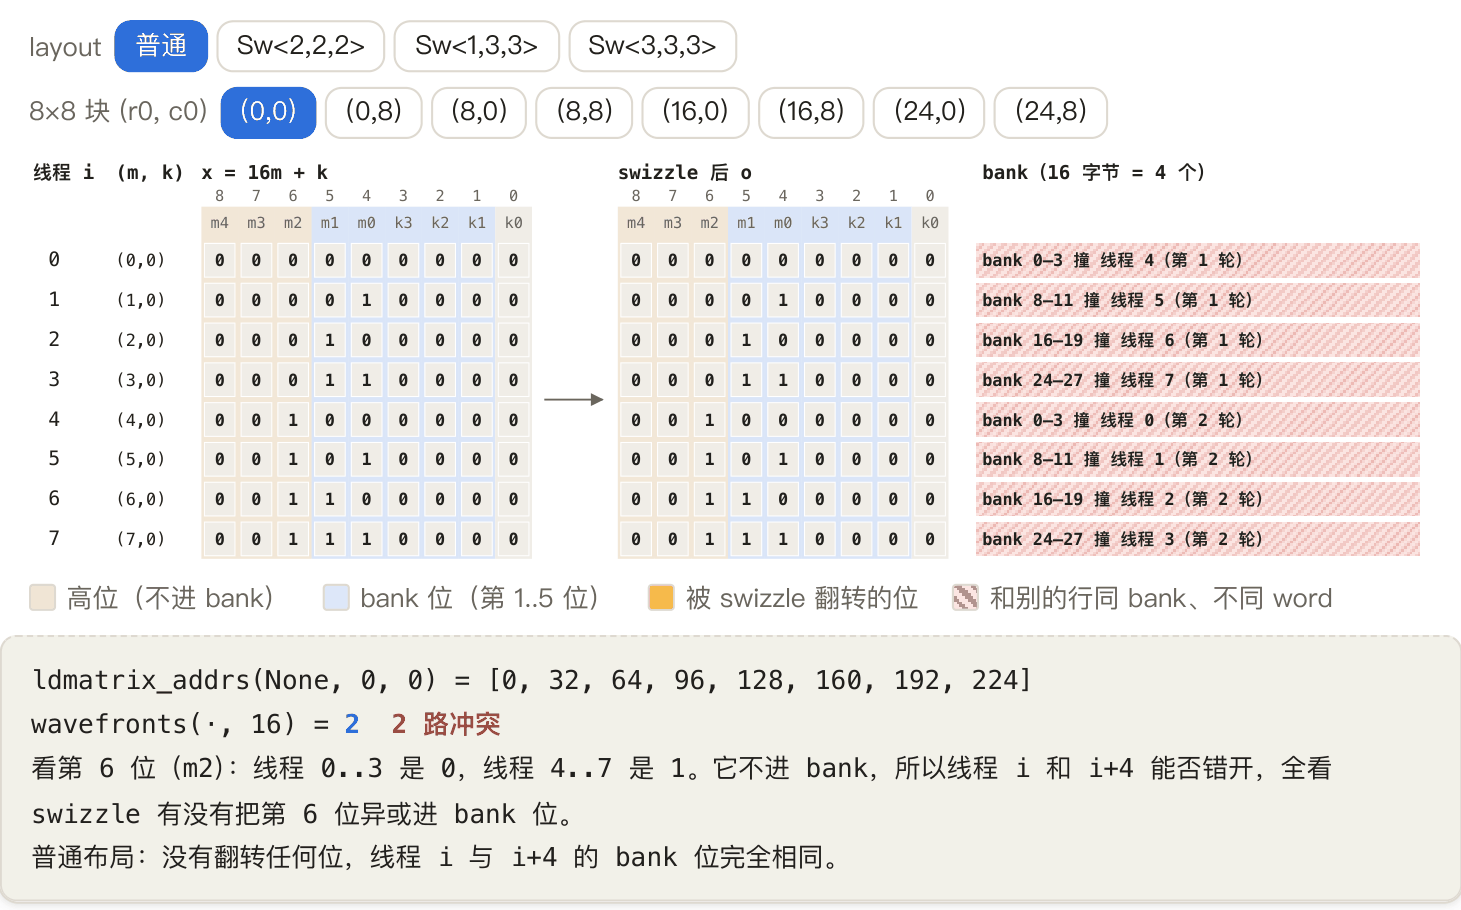 layout 普通 Sw<2,2,2> Sw<1,3,3> Sw<3,3,3>
8×8 块 (r0, c0) (0,0) (0,8) (8,0) (8,8) (16,0) (16,8) (24,0) (24,8)
线程 i (m, k) x = 16m + k swizzle 后 o bank (16 字节 = 4 个)
8 7 6 5 4 3 2 1 0 8 7 6 5 4 3 2 1 0
m4 m3 m2 m1 m0 k3 k2 k1 k0 m4 m3 m2 m1 m0 k3 k2 k1 k0
0 (0,0) 0 0 0 0 0 0 0 0 0 0 0 0 0 0 0 0 0 0 bank 0–3 撞 线程 4 (第 1 轮)
1 (1,0) 0 0 0 0 1 0 0 0 0 0 0 0 0 1 0 0 0 0 bank 8–11 撞 线程 5 (第 1 轮)
2 (2,0) 0 0 0 1 0 0 0 0 0 0 0 0 1 0 0 0 0 0 bank 16–19 撞 线程 6 (第 1 轮)
3 (3,0) 0 0 0 1 1 0 0 0 0 0 0 0 1 1 0 0 0 0 bank 24–27 撞 线程 7 (第 1 轮)
4 (4,0) 0 0 1 0 0 0 0 0 0 0 0 1 0 0 0 0 0 0 bank 0–3 撞 线程 0 (第 2 轮)
5 (5,0) 0 0 1 0 1 0 0 0 0 0 0 1 0 1 0 0 0 0 bank 8–11 撞 线程 1 (第 2 轮)
6 (6,0) 0 0 1 1 0 0 0 0 0 0 0 1 1 0 0 0 0 0 bank 16–19 撞 线程 2 (第 2 轮)
7 (7,0) 0 0 1 1 1 0 0 0 0 0 0 1 1 1 0 0 0 0 bank 24–27 撞 线程 3 (第 2 轮)
高位（不进 bank） bank 位（第 1..5 位） 被 swizzle 翻转的位 和别的行同 bank、不同 word
ldmatrix_addrs(None, 0, 0) = [0, 32, 64, 96, 128, 160, 192, 224]
wavefronts(·, 16) = 2 2 路冲突
看第 6 位 (m2)：线程 0..3 是 0，线程 4..7 是 1。它不进 bank，所以线程 i 和 i+4 能否错开，全看
swizzle 有没有把第 6 位异或进 bank 位。
普通布局：没有翻转任何位，线程 i 与 i+4 的 bank 位完全相同。